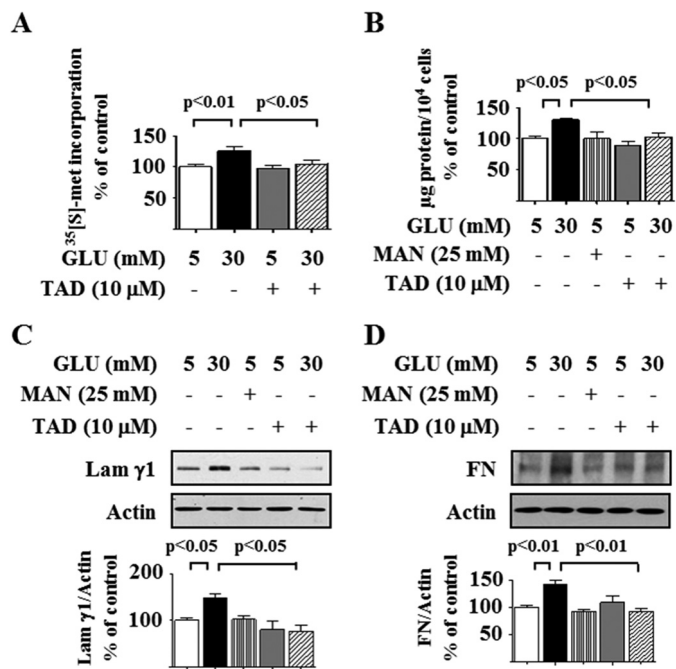 A
³⁵[S]-met incorporation
% of control
p<0.01
p<0.05
150
100
50
GLU (mM) 5 30 5 30
TAD (10 μM) - - + +
B
μg protein/10⁴ cells
% of control
p<0.05
p<0.05
150
100
50
GLU (mM) 5 30 5 5 30
MAN (25 mM) - - + - -
TAD (10 μM) - - - + +
C
GLU (mM) 5 30 5 5 30
MAN (25 mM) - - + - -
TAD (10 μM) - - - + +
Lam γ1
Actin
Lam γ1/Actin
% of control
p<0.05
p<0.05
200
100
D
GLU (mM) 5 30 5 5 30
MAN (25 mM) - - + - -
TAD (10 μM) - - - + +
FN
Actin
FN/Actin
% of control
p<0.01
p<0.01
150
100
50